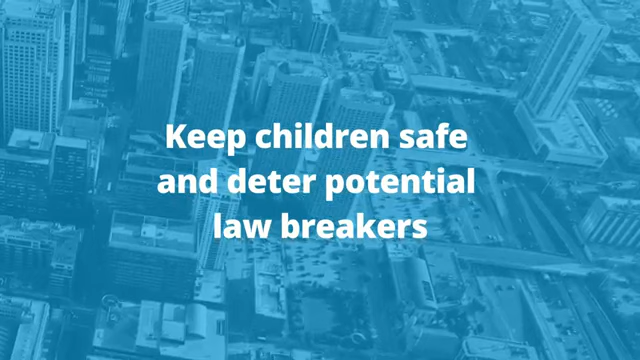 Keep children safe
and deter potential
law breakers